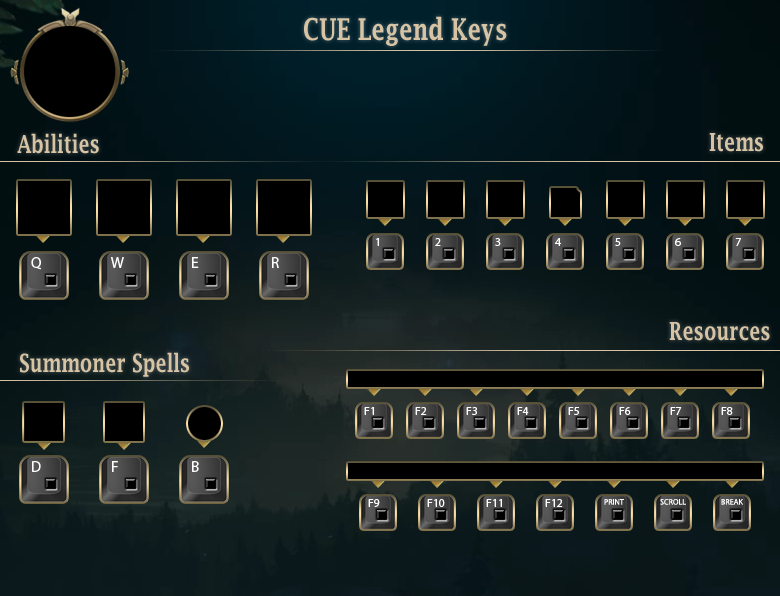 CUE Legend Keys
Abilities
Q W E R
Items
1 2 3 4 5 6 7
Summoner Spells
D F B
Resources
F1 F2 F3 F4 F5 F6 F7 F8
F9 F10 F11 F12 PRINT SCROLL BREAK